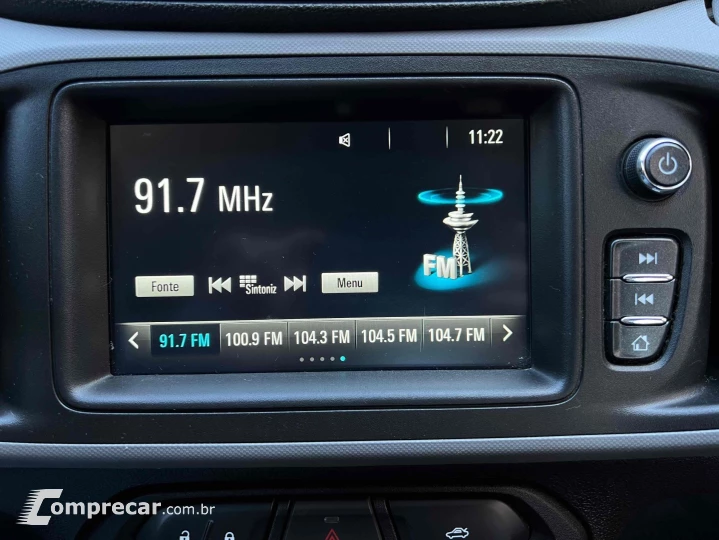 11:22
91.7 MHz
FM
Fonte
Sintoniz
Menu
91.7 FM 100.9 FM 104.3 FM 104.5 FM 104.7 FM
Comprecar.com.br